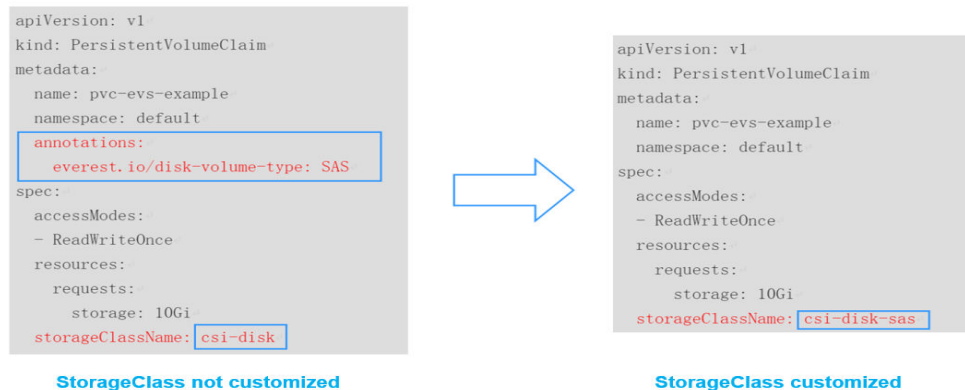 apiVersion: v1
kind: PersistentVolumeClaim
metadata:
  name: pvc-evs-example
  namespace: default
  annotations:
    everest.io/disk-volume-type: SAS
spec:
  accessModes:
  - ReadWriteOnce
  resources:
    requests:
      storage: 10Gi
  storageClassName: csi-disk
StorageClass not customized
apiVersion: v1
kind: PersistentVolumeClaim
metadata:
  name: pvc-evs-example
  namespace: default
spec:
  accessModes:
  - ReadWriteOnce
  resources:
    requests:
      storage: 10Gi
  storageClassName: csi-disk-sas
StorageClass customized